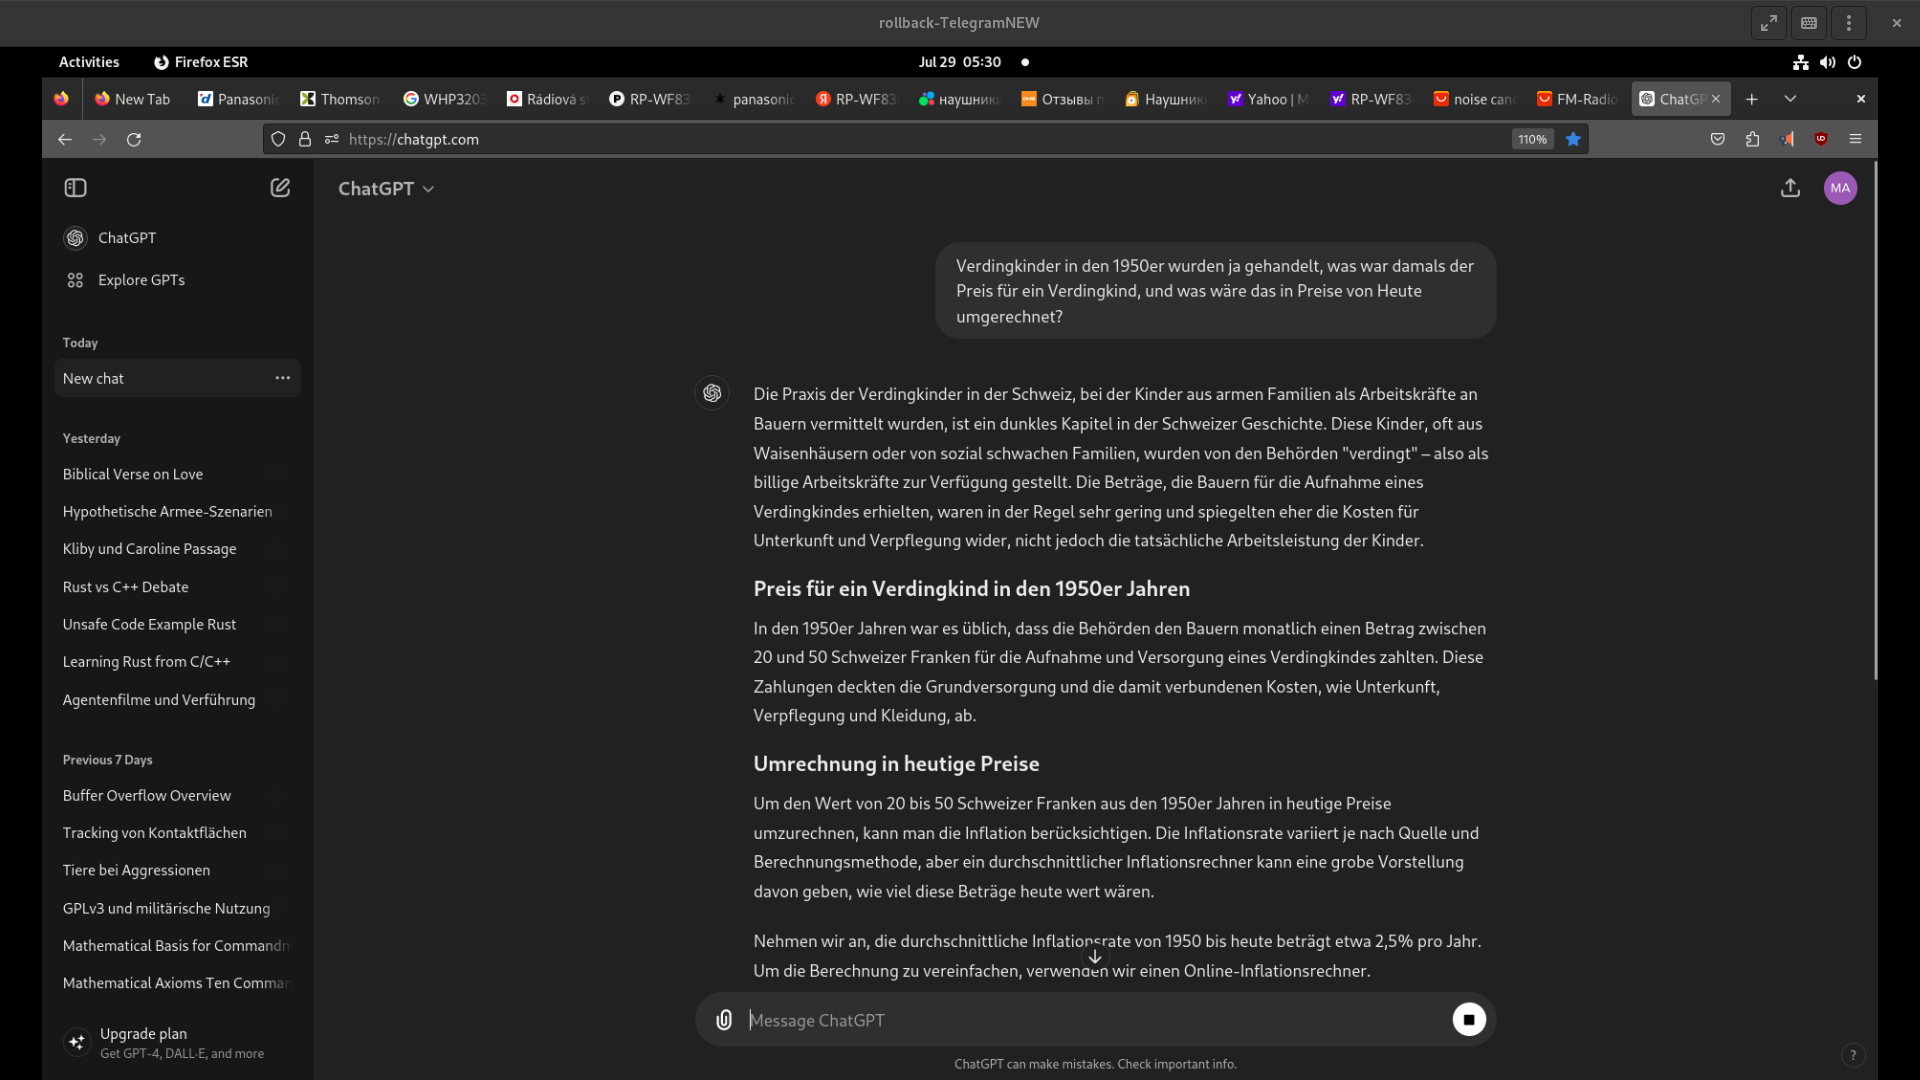 rollback-TelegramNEW
Activities
Firefox ESR
Jul 29 05:30
New Tab
Panasonic
Thomson
WHP3203
Rádiová s
RP-WF83
panasonic
RP-WF83
наушник
Отзывы
Наушник
Yahoo | M
RP-WF83
noise canc
FM-Radio
ChatGP
https://chatgpt.com
110%
ChatGPT
MA
ChatGPT
Explore GPTs
Today
New chat
Yesterday
Biblical Verse on Love
Hypothetische Armee-Szenarien
Kliby und Caroline Passage
Rust vs C++ Debate
Unsafe Code Example Rust
Learning Rust from C/C++
Agentenfilme und Verführung
Previous 7 Days
Buffer Overflow Overview
Tracking von Kontaktflächen
Tiere bei Aggressionen
GPLv3 und militärische Nutzung
Mathematical Basis for Commandm
Mathematical Axioms Ten Comman
Upgrade plan
Get GPT-4, DALL·E, and more
Verdingkinder in den 1950er wurden ja gehandelt, was war damals der
Preis für ein Verdingkind, und was wäre das in Preise von Heute
umgerechnet?
Die Praxis der Verdingkinder in der Schweiz, bei der Kinder aus armen Familien als Arbeitskräfte an
Bauern vermittelt wurden, ist ein dunkles Kapitel in der Schweizer Geschichte. Diese Kinder, oft aus
Waisenhäusern oder von sozial schwachen Familien, wurden von den Behörden "verdingt" – also als
billige Arbeitskräfte zur Verfügung gestellt. Die Beträge, die Bauern für die Aufnahme eines
Verdingkindes erhielten, waren in der Regel sehr gering und spiegelten eher die Kosten für
Unterkunft und Verpflegung wider, nicht jedoch die tatsächliche Arbeitsleistung der Kinder.
Preis für ein Verdingkind in den 1950er Jahren
In den 1950er Jahren war es üblich, dass die Behörden den Bauern monatlich einen Betrag zwischen
20 und 50 Schweizer Franken für die Aufnahme und Versorgung eines Verdingkindes zahlten. Diese
Zahlungen deckten die Grundversorgung und die damit verbundenen Kosten, wie Unterkunft,
Verpflegung und Kleidung, ab.
Umrechnung in heutige Preise
Um den Wert von 20 bis 50 Schweizer Franken aus den 1950er Jahren in heutige Preise
umzurechnen, kann man die Inflation berücksichtigen. Die Inflationsrate variiert je nach Quelle und
Berechnungsmethode, aber ein durchschnittlicher Inflationsrechner kann eine grobe Vorstellung
davon geben, wie viel diese Beträge heute wert wären.
Nehmen wir an, die durchschnittliche Inflationsrate von 1950 bis heute beträgt etwa 2,5% pro Jahr.
Um die Berechnung zu vereinfachen, verwenden wir einen Online-Inflationsrechner.
Message ChatGPT
ChatGPT can make mistakes. Check important info.
?